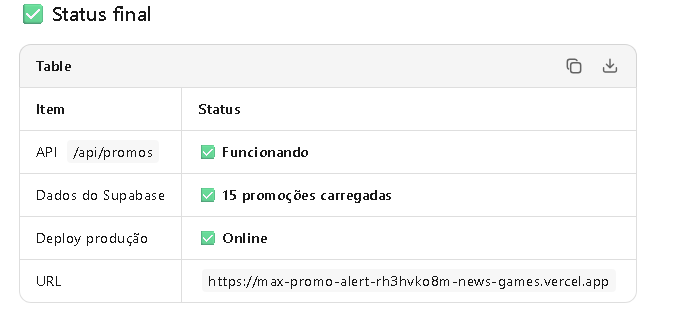 ✅ Status final
Table
Item Status
API /api/promos ✅ Funcionando
Dados do Supabase ✅ 15 promoções carregadas
Deploy produção ✅ Online
URL https://max-promo-alert-rh3hvko8m-news-games.vercel.app